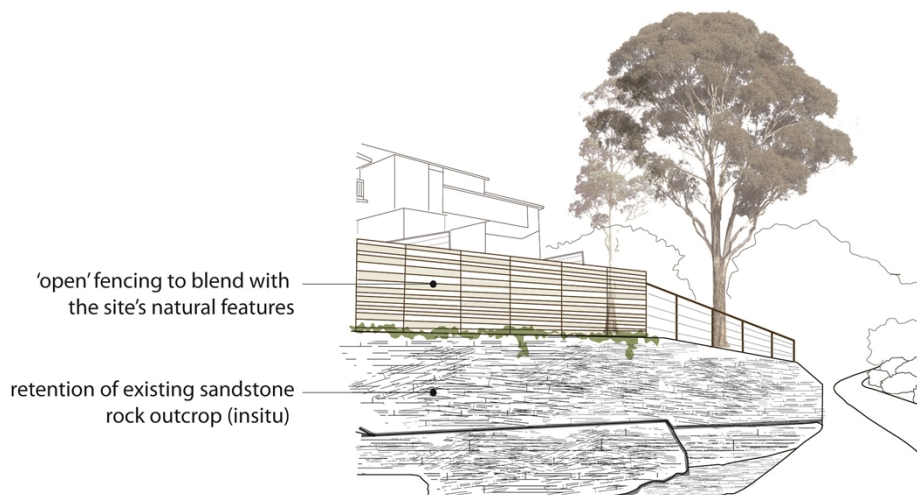 ‘open’ fencing to blend with
the site’s natural features
retention of existing sandstone
rock outcrop (insitu)